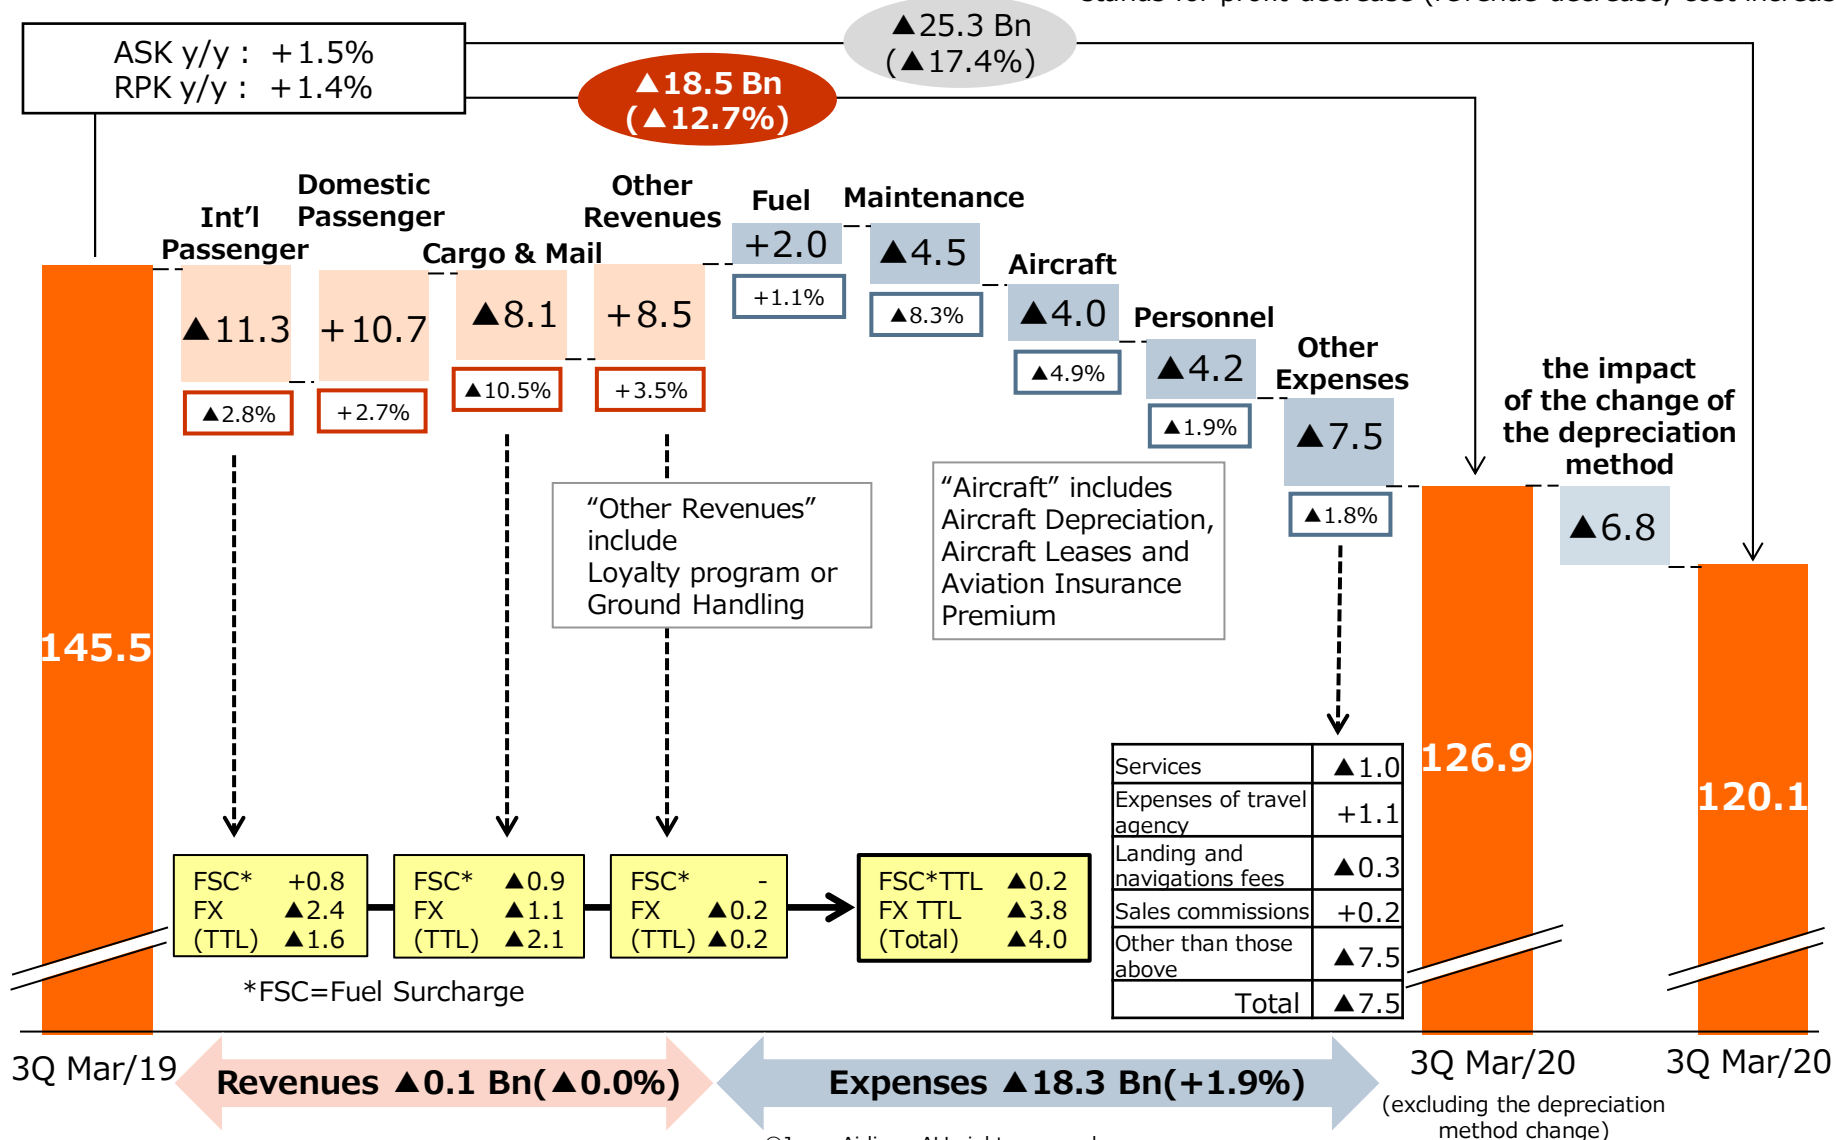 ASK y/y : +1.5%
RPK y/y : +1.4%
▲25.3 Bn
(▲17.4%)
▲18.5 Bn
(▲12.7%)
Int'l
Passenger
Domestic
Passenger
Cargo & Mail
Other
Revenues
Fuel
Maintenance
Aircraft
Personnel
Other
Expenses
the impact
of the change of
the depreciation
method
▲11.3
+10.7
▲8.1
+8.5
+2.0
▲4.5
▲4.0
▲4.2
▲7.5
▲6.8
▲2.8%
+2.7%
▲10.5%
+3.5%
+1.1%
▲8.3%
▲4.9%
▲1.9%
▲1.8%
“Other Revenues”
include
Loyalty program or
Ground Handling
“Aircraft” includes
Aircraft Depreciation,
Aircraft Leases and
Aviation Insurance
Premium
145.5
126.9
120.1
Services ▲1.0
Expenses of travel
agency +1.1
Landing and
navigations fees ▲0.3
Sales commissions +0.2
Other than those
above ▲7.5
Total ▲7.5
FSC* +0.8
FX ▲2.4
(TTL) ▲1.6
FSC* ▲0.9
FX ▲1.1
(TTL) ▲2.1
FSC* -
FX ▲0.2
(TTL) ▲0.2
FSC*TTL ▲0.2
FX TTL ▲3.8
(Total) ▲4.0
*FSC=Fuel Surcharge
3Q Mar/19
Revenues ▲0.1 Bn(▲0.0%)
Expenses ▲18.3 Bn(+1.9%)
3Q Mar/20
(excluding the depreciation
method change)
3Q Mar/20